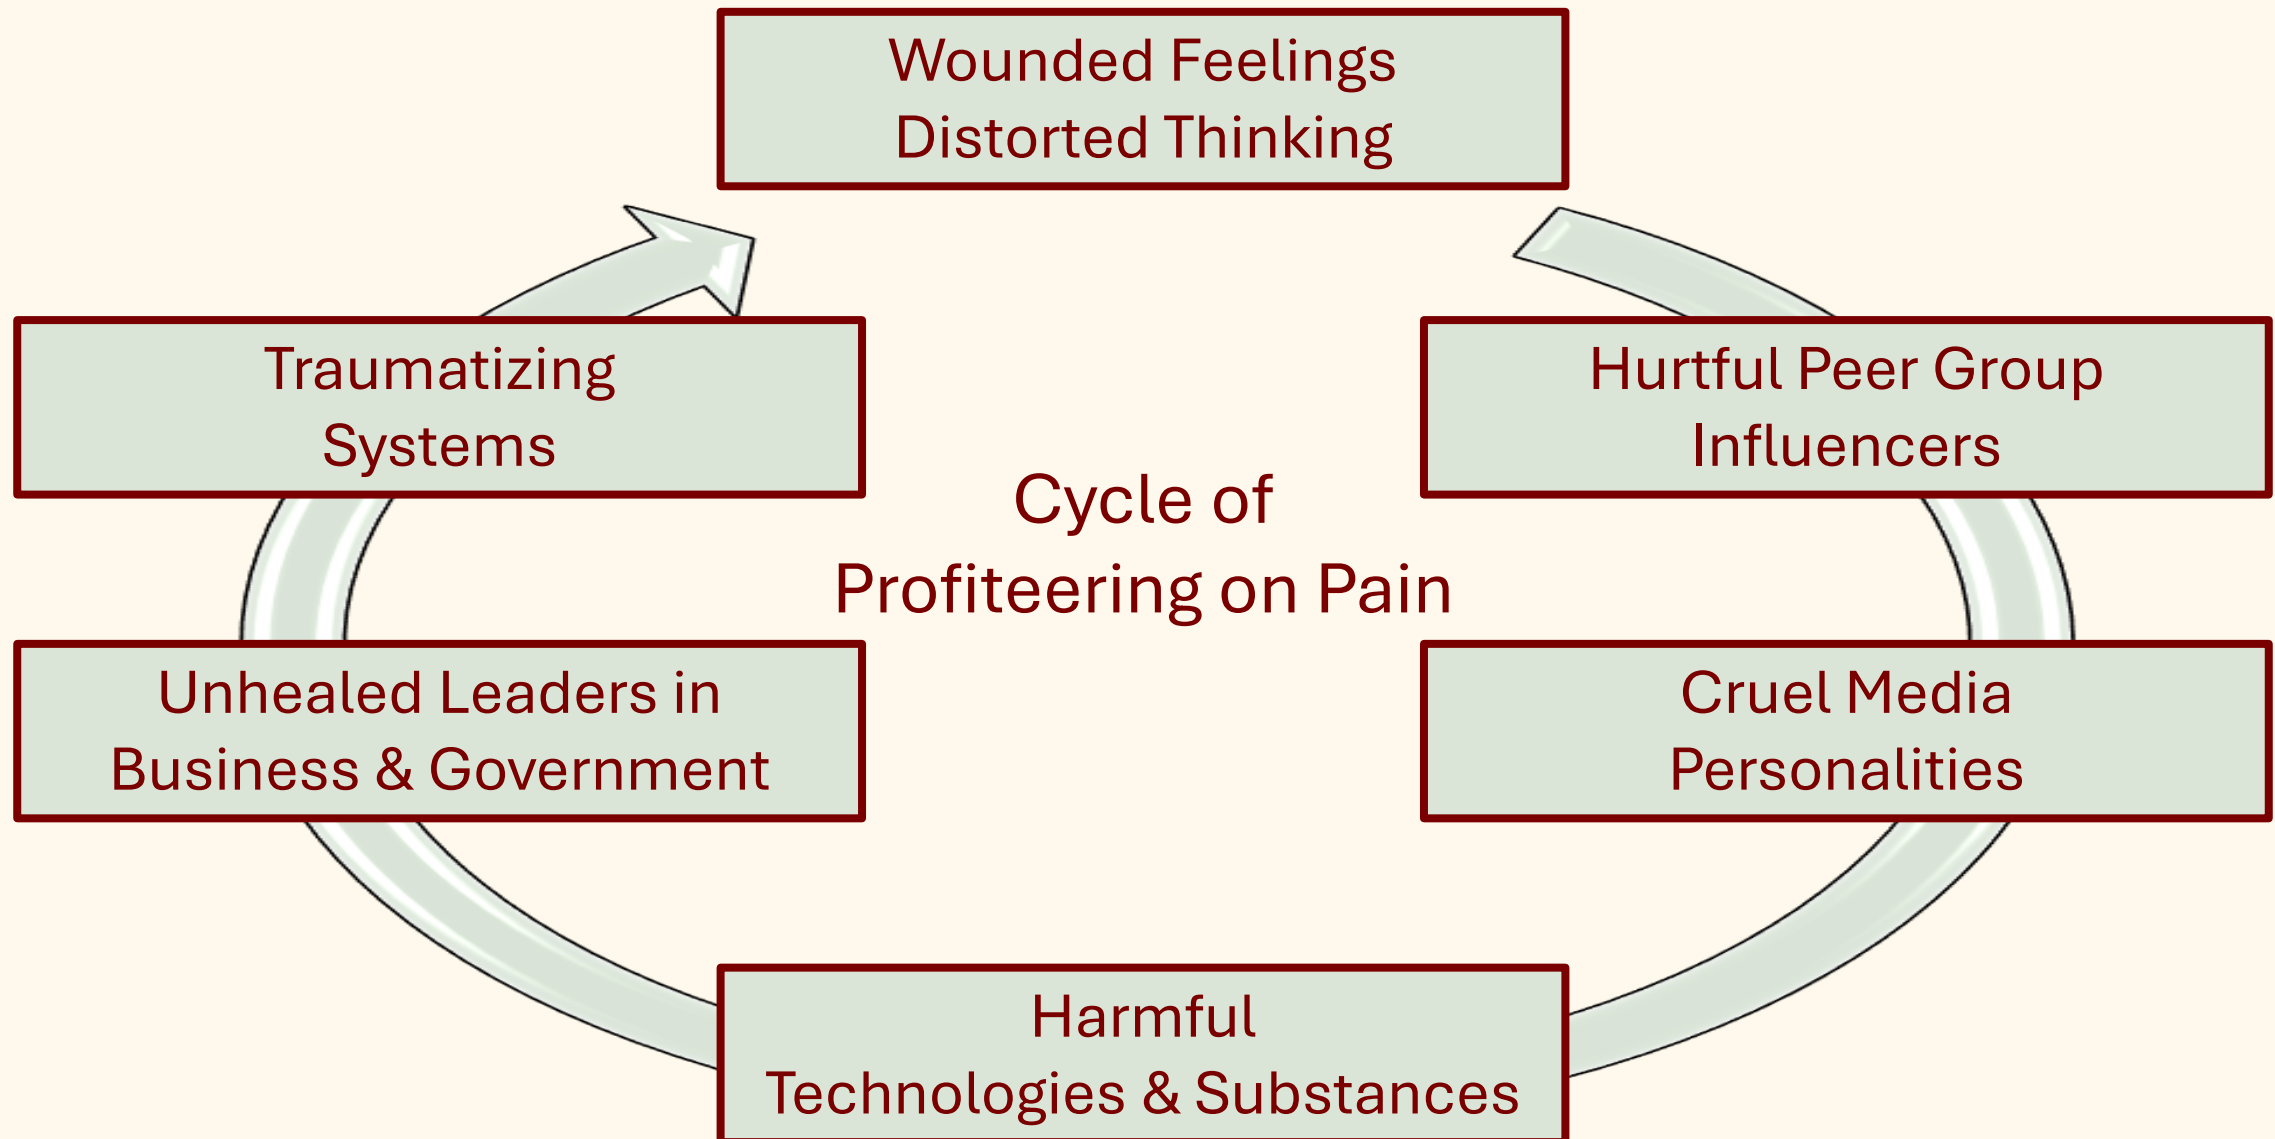 Wounded Feelings
Distorted Thinking
Hurtful Peer Group
Influencers
Cruel Media
Personalities
Harmful
Technologies & Substances
Unhealed Leaders in
Business & Government
Traumatizing
Systems
Cycle of
Profiteering on Pain